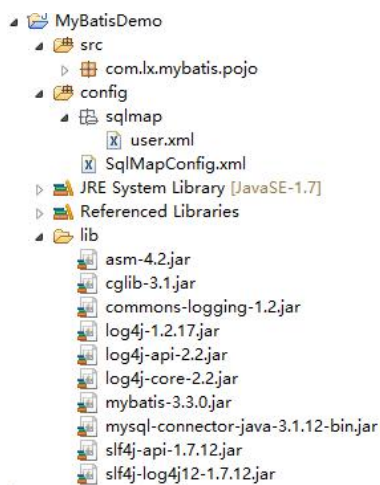 MyBatisDemo
src
com.lx.mybatis.pojo
config
sqlmap
user.xml
SqlMapConfig.xml
JRE System Library [JavaSE-1.7]
Referenced Libraries
lib
asm-4.2.jar
cglib-3.1.jar
commons-logging-1.2.jar
log4j-1.2.17.jar
log4j-api-2.2.jar
log4j-core-2.2.jar
mybatis-3.3.0.jar
mysql-connector-java-3.1.12-bin.jar
slf4j-api-1.7.12.jar
slf4j-log4j12-1.7.12.jar